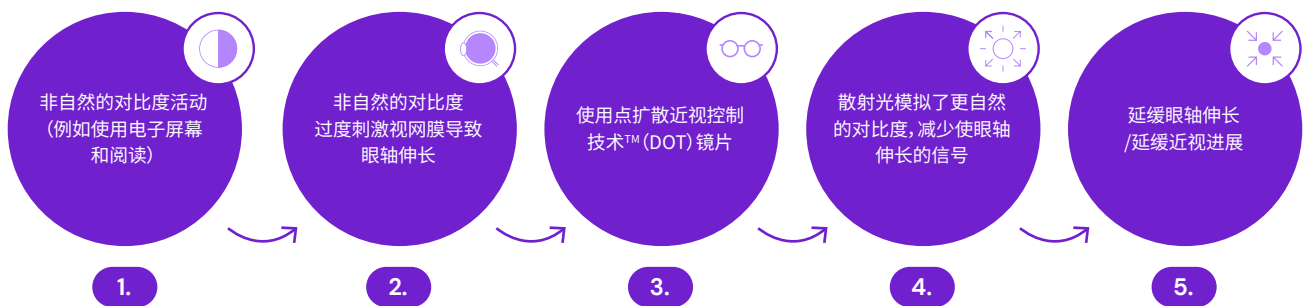 非自然的对比度活动
（例如使用电子屏幕
和阅读）
非自然的对比度
过度刺激视网膜导致
眼轴伸长
使用点扩散近视控制
技术™（DOT）镜片
散射光模拟了更自然
的对比度，减少使眼轴
伸长的信号
延缓眼轴伸长
/延缓近视进展
1.
2.
3.
4.
5.